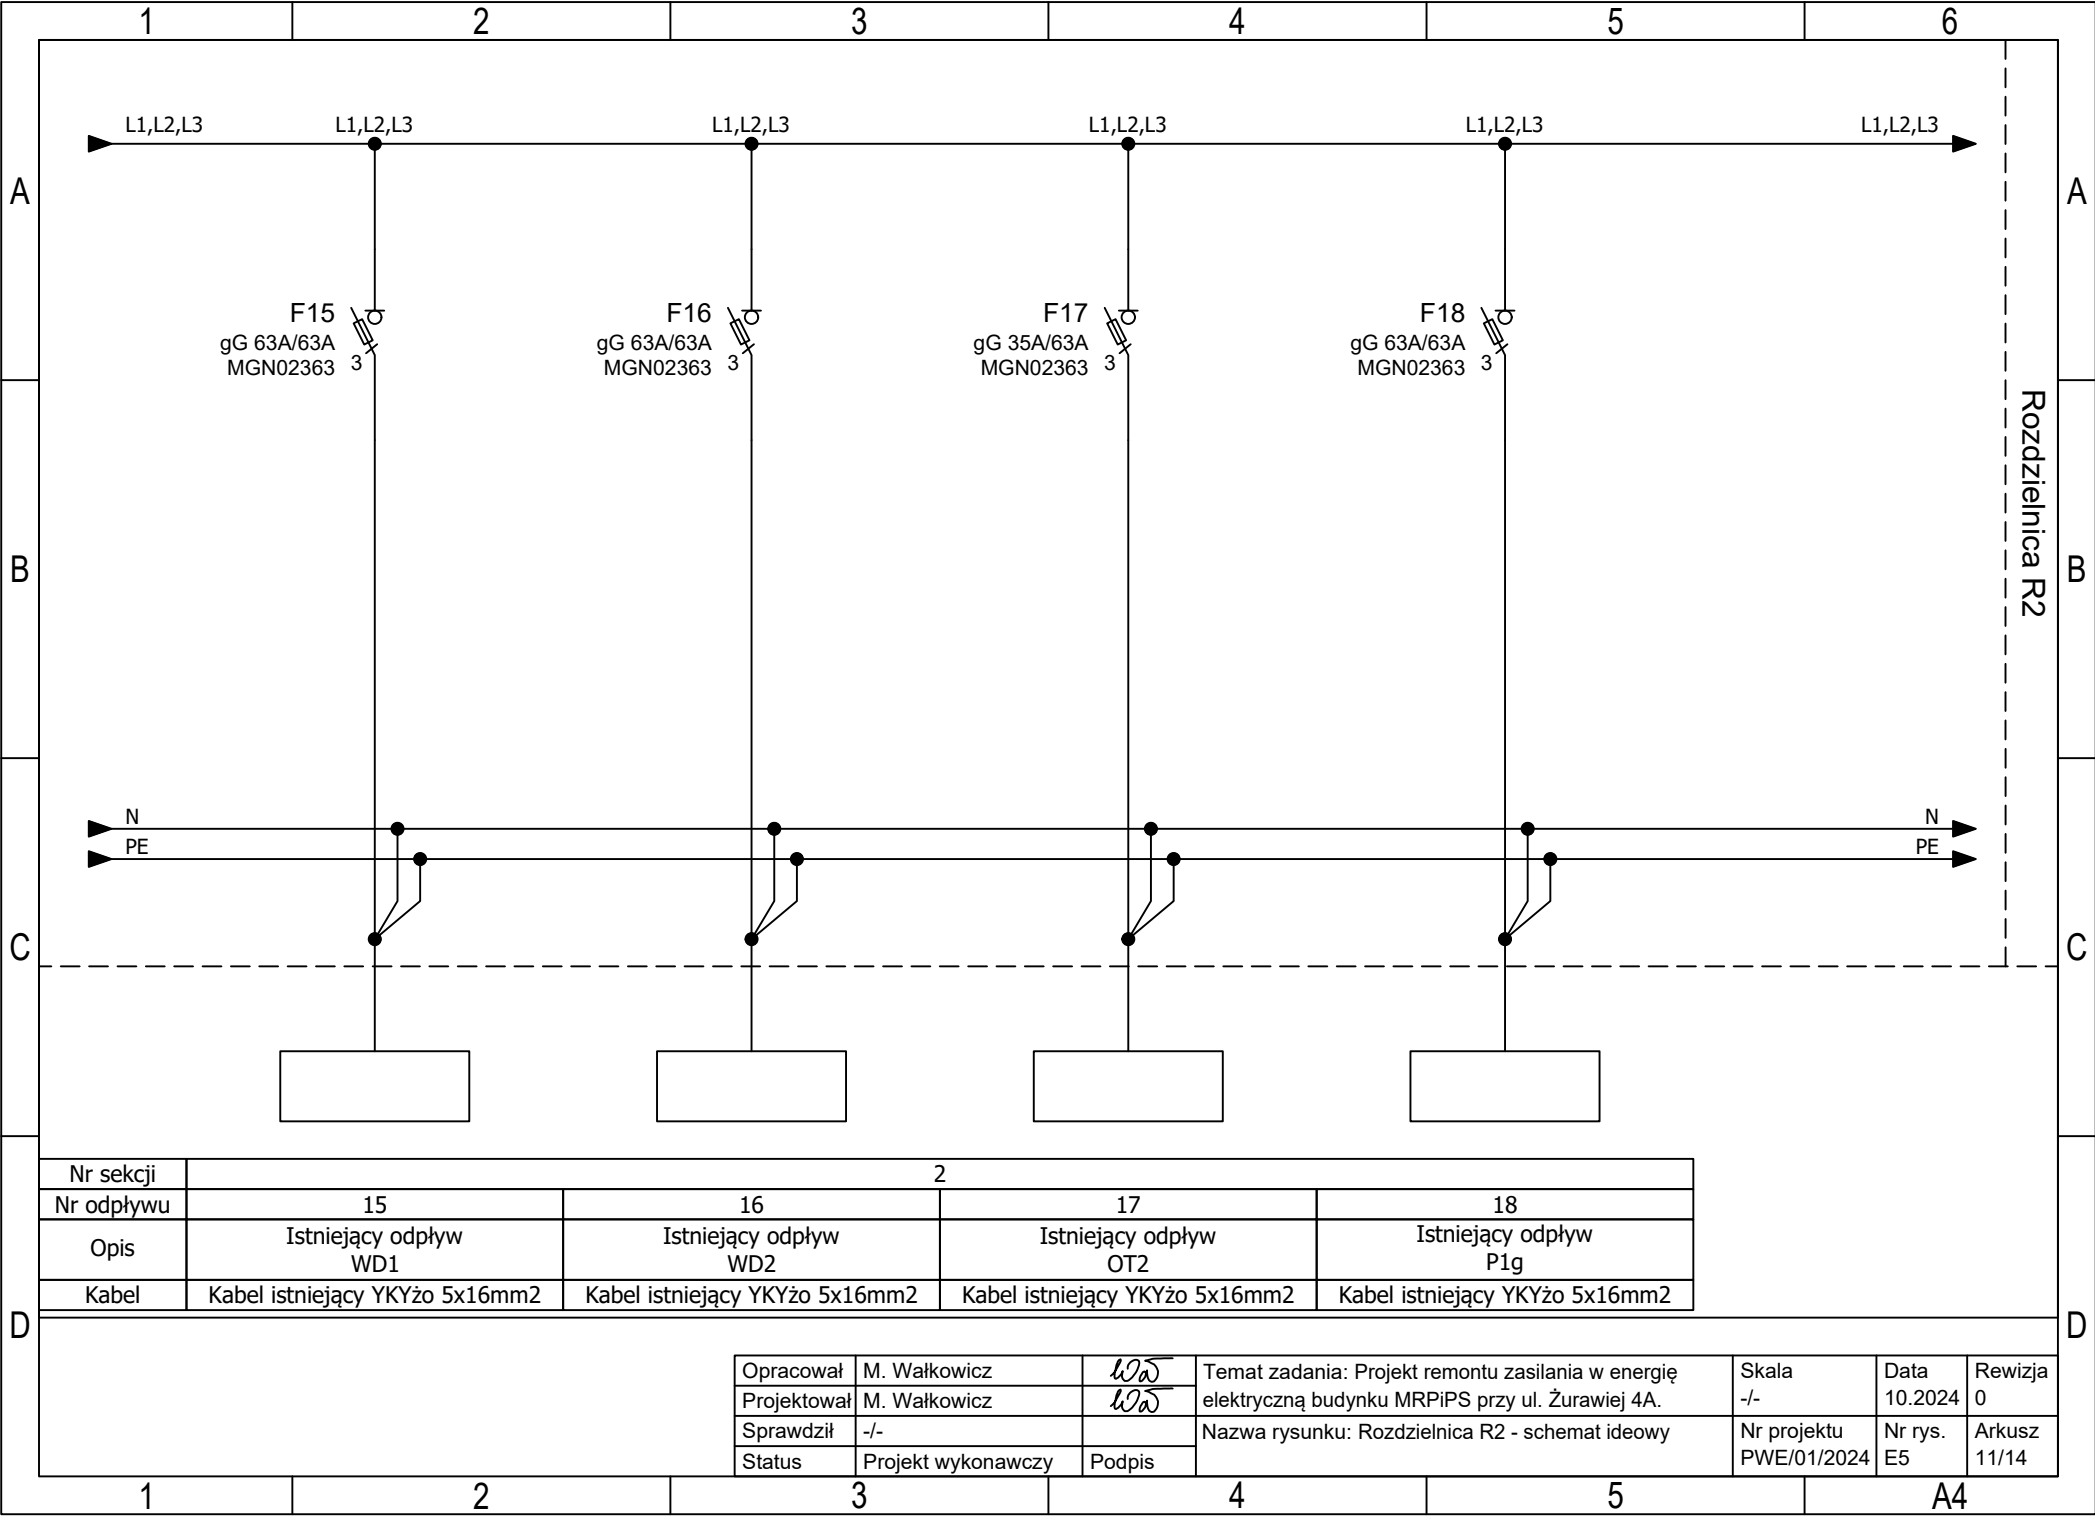 1 2 3 4 5 6
L1,L2,L3 L1,L2,L3 L1,L2,L3 L1,L2,L3 L1,L2,L3 L1,L2,L3
A A
F15 F16 F17 F18
gG 63A/63A gG 63A/63A gG 35A/63A gG 63A/63A
MGN02363 3 MGN02363 3 MGN02363 3 MGN02363 3
Rozdzielnica R2
B B
N N
PE PE
C C
Nr sekcji 2
Nr odpływu 15 16 17 18
Opis Istniejący odpływ Istniejący odpływ Istniejący odpływ Istniejący odpływ
WD1 WD2 OT2 P1g
Kabel Kabel istniejący YKYżo 5x16mm2 Kabel istniejący YKYżo 5x16mm2 Kabel istniejący YKYżo 5x16mm2 Kabel istniejący YKYżo 5x16mm2
D D
Opracował M. Wałkowicz Temat zadania: Projekt remontu zasilania w energię Skala Data Rewizja
Projektował M. Wałkowicz elektryczną budynku MRPiPS przy ul. Żurawiej 4A. -/- 10.2024 0
Sprawdził -/- Nazwa rysunku: Rozdzielnica R2 - schemat ideowy Nr projektu Nr rys. Arkusz
Status Projekt wykonawczy Podpis PWE/01/2024 E5 11/14
1 2 3 4 5 A4